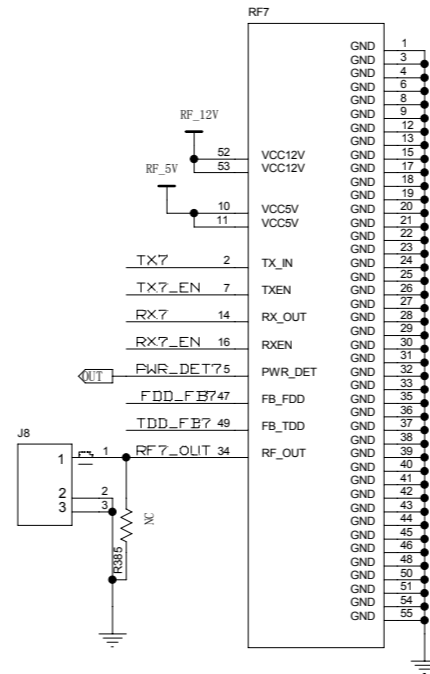 RF7
RF_12V
52 VCC12V
53 VCC12V
RF_5V
10 VCC5V
11 VCC5V
TX7 2 TX_IN
TX7_EN 7 TXEN
RX7 14 RX_OUT
RX7_EN 16 RXEN
OUT PWR_DET7 5 PWR_DET
FDD_FB7 47 FB_FDD
TDD_FB7 49 FB_TDD
RF7_OUT 34 RF_OUT
J8
1 1
2 2
3 3
R385 NC
GND 1
GND 3
GND 4
GND 6
GND 8
GND 9
GND 12
GND 13
GND 15
GND 17
GND 18
GND 19
GND 20
GND 21
GND 22
GND 23
GND 24
GND 25
GND 26
GND 27
GND 28
GND 29
GND 30
GND 31
GND 32
GND 33
GND 35
GND 36
GND 37
GND 38
GND 39
GND 40
GND 41
GND 42
GND 43
GND 44
GND 45
GND 46
GND 48
GND 50
GND 51
GND 54
GND 55